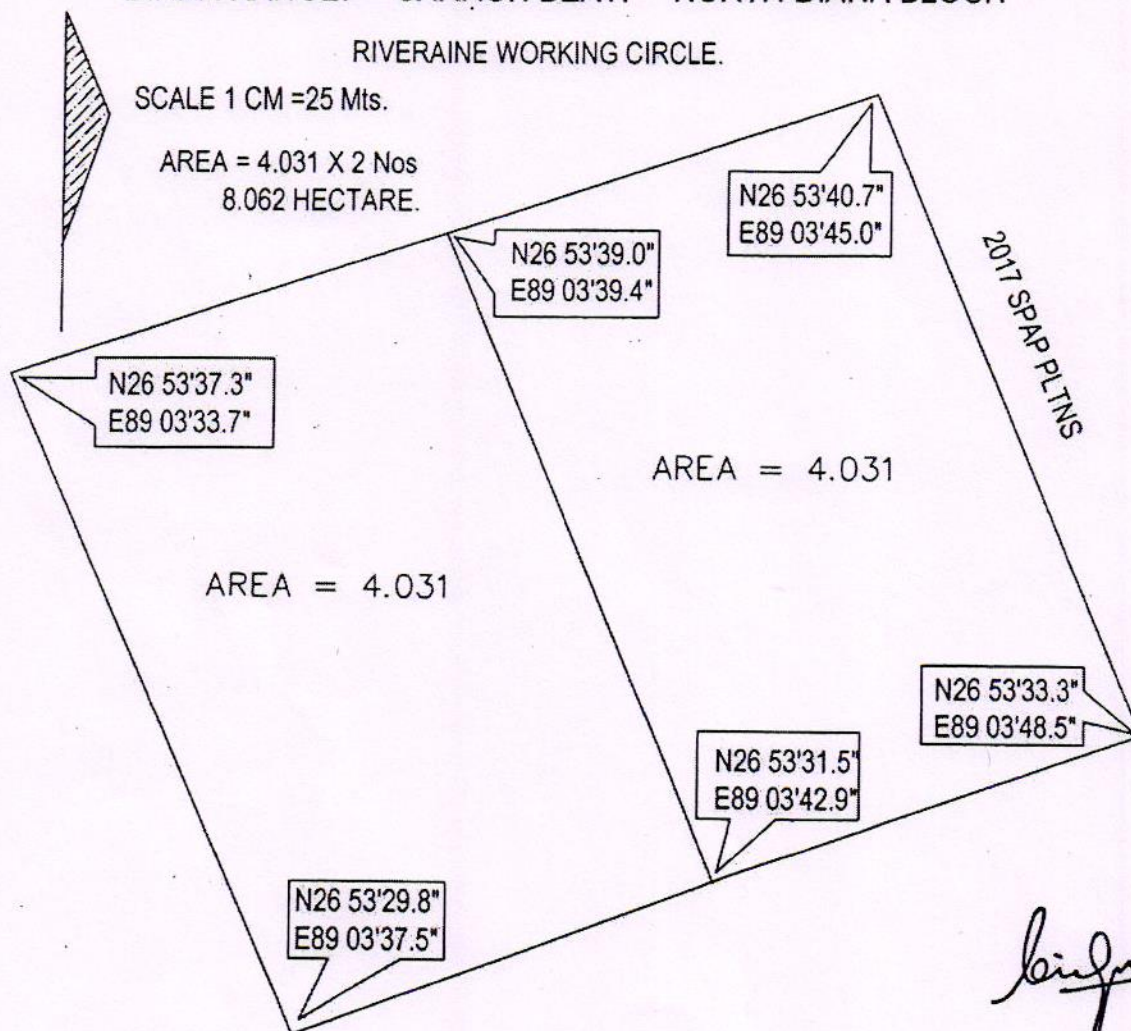 RIVERAINE WORKING CIRCLE.
SCALE 1 CM =25 Mts.
AREA = 4.031 X 2 Nos
8.062 HECTARE.
N26 53'40.7"
E89 03'45.0"
N26 53'39.0"
E89 03'39.4"
2017 SPAP PLTNS
N26 53'37.3"
E89 03'33.7"
AREA = 4.031
AREA = 4.031
N26 53'33.3"
E89 03'48.5"
N26 53'31.5"
E89 03'42.9"
N26 53'29.8"
E89 03'37.5"